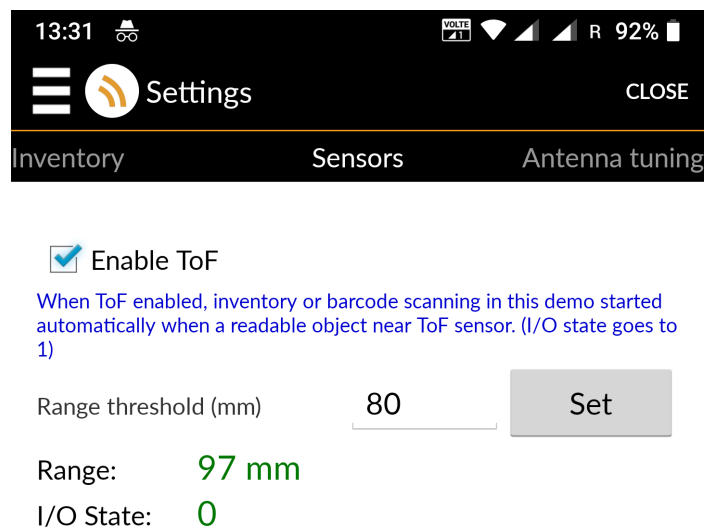 13:31 VOLTE 1 R 92%
Settings CLOSE
Inventory Sensors Antenna tuning
Enable ToF
When ToF enabled, inventory or barcode scanning in this demo started
automatically when a readable object near ToF sensor. (I/O state goes to
1)
Range threshold (mm) 80 Set
Range: 97 mm
I/O State: 0